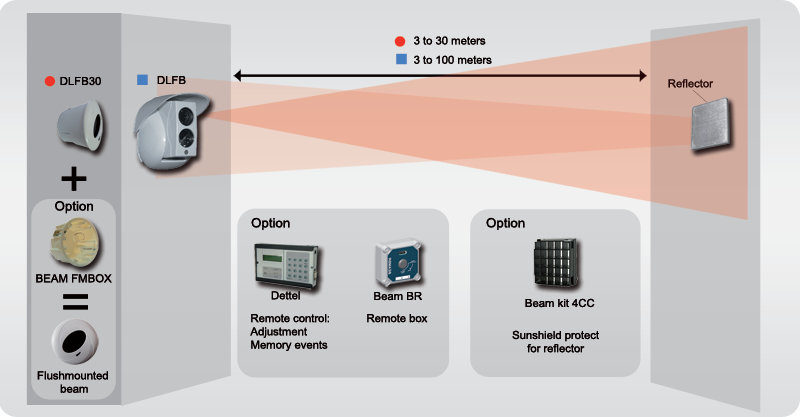 3 to 30 meters
3 to 100 meters
DLFB30
DLFB
Reflector
+
Option
BEAM FMBOX
=
Flushmounted
beam
Option
Dettel
Remote control:
Adjustment
Memory events
Beam BR
Remote box
Option
Beam kit 4CC
Sunshield protect
for reflector